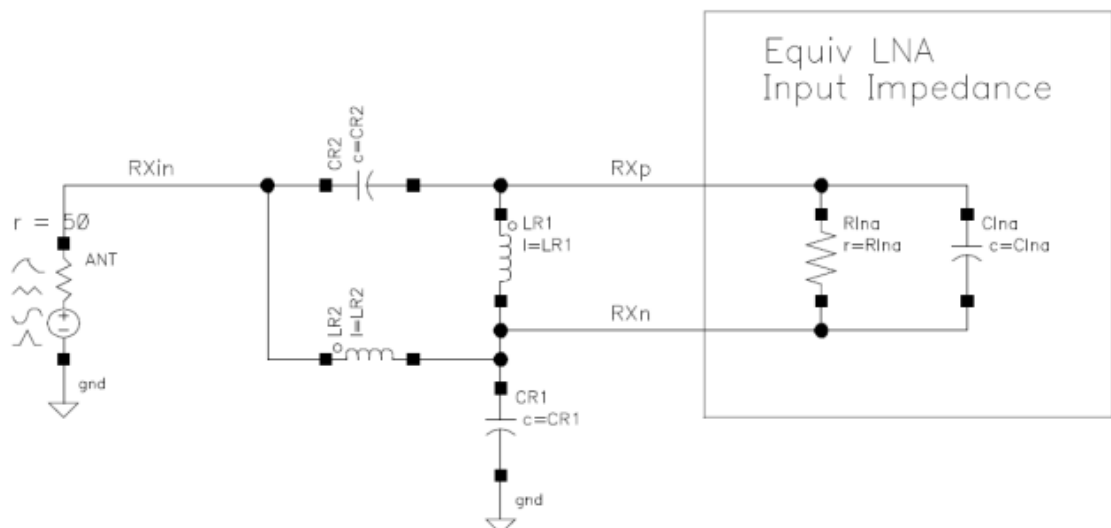 Equiv LNA
Input Impedance
RXin
CR2
c=CR2
RXp
r = 50
ANT
LR1
l=LR1
Rlna
r=Rlna
Clna
c=Clna
RXn
LR2
l=LR2
gnd
CR1
c=CR1
gnd